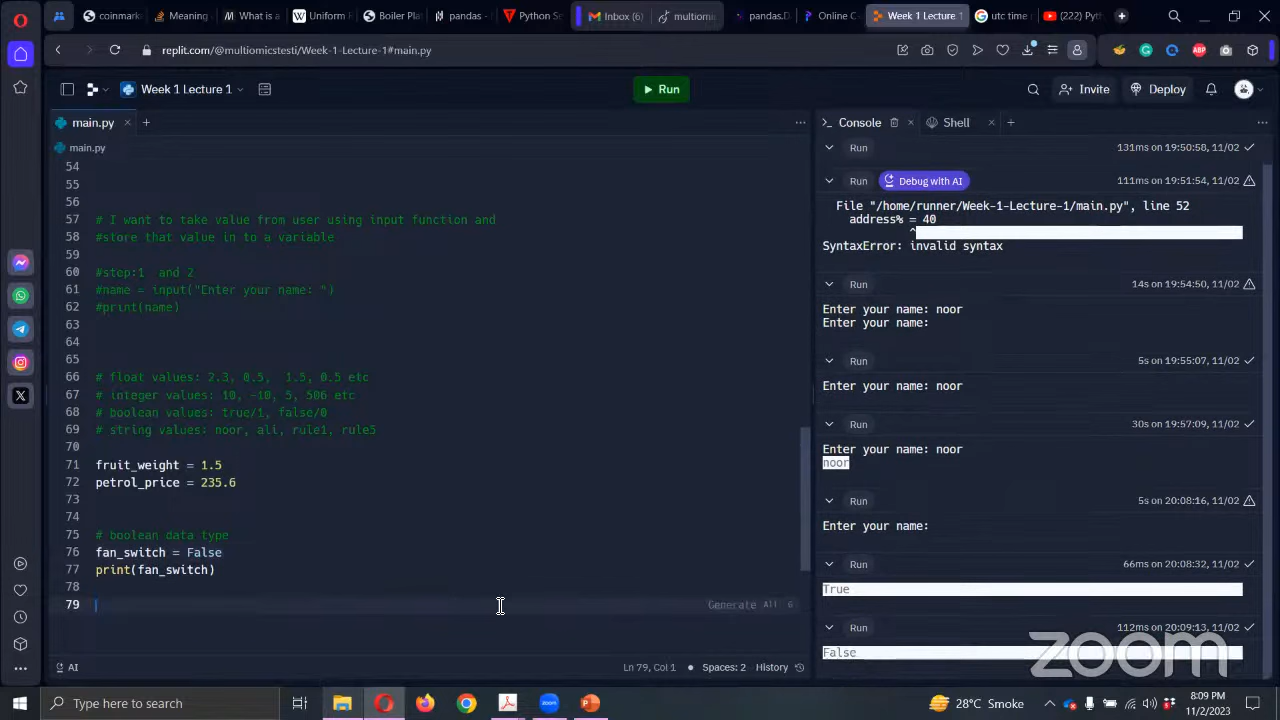 coinmark
Meaning
What is a
Uniform
Boiler Plat
pandas -
Python Se
Inbox (6)
multiomi
pandas.D
Online C
Week 1 Lecture 1
utc time
(222) Pyth
replit.com/@multiomicstesti/Week-1-Lecture-1#main.py
Week 1 Lecture 1
Run
Invite
Deploy
main.py
main.py
54
55
56
57 # I want to take value from user using input function and
58 #store that value in to a variable
59
60 #step:1  and 2
61 #name = input("Enter your name: ")
62 #print(name)
63
64
65
66 # float values: 2.3, 0.5,  1.5, 0.5 etc
67 # integer values: 10, -10, 5, 506 etc
68 # boolean values: true/1, false/0
69 # string values: noor, ali, rule1, rule5
70
71 fruit_weight = 1.5
72 petrol_price = 235.6
73
74
75 # boolean data type
76 fan_switch = False
77 print(fan_switch)
78
79
Generate
AI
Ln 79, Col 1
Spaces: 2
History
Console
Shell
Run 131ms on 19:50:58, 11/02
Run Debug with AI 111ms on 19:51:54, 11/02
File "/home/runner/Week-1-Lecture-1/main.py", line 52
address% = 40
^
SyntaxError: invalid syntax
Run 14s on 19:54:50, 11/02
Enter your name: noor
Enter your name:
Run 5s on 19:55:07, 11/02
Enter your name: noor
Run 30s on 19:57:09, 11/02
Enter your name: noor
noor
Run 5s on 20:08:16, 11/02
Enter your name:
Run 66ms on 20:08:32, 11/02
True
Run 112ms on 20:09:13, 11/02
False
zoom
Type here to search
28°C Smoke
8:09 PM
11/2/2023